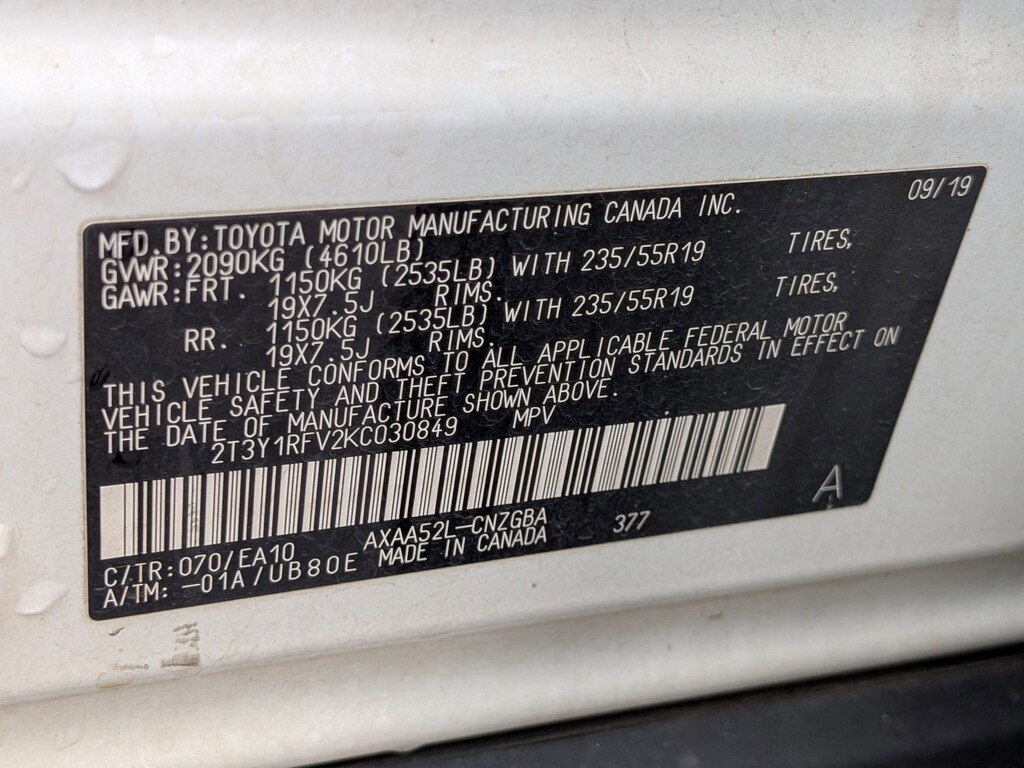 09/19
MFD.BY:TOYOTA MOTOR MANUFACTURING CANADA INC.
GVWR:2090KG (4610LB)
GAWR:FRT. 1150KG (2535LB) WITH 235/55R19 TIRES,
19X7.5J RIMS.
RR. 1150KG (2535LB) WITH 235/55R19 TIRES,
19X7.5J RIMS.
THIS VEHICLE CONFORMS TO ALL APPLICABLE FEDERAL MOTOR
VEHICLE SAFETY AND THEFT PREVENTION STANDARDS IN EFFECT ON
THE DATE OF MANUFACTURE SHOWN ABOVE.
2T3Y1RFV2KC030849 MPV
A
C/TR:070/EA10 AXAA52L-CNZGBA 377
A/TM: -01A/UB80E MADE IN CANADA